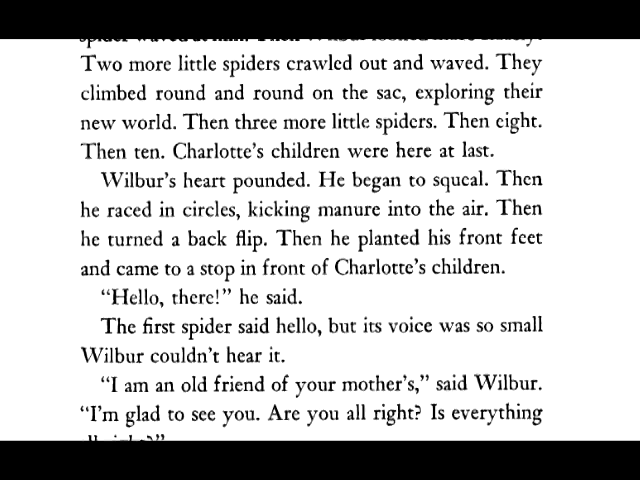 Two more little spiders crawled out and waved. They
climbed round and round on the sac, exploring their
new world. Then three more little spiders. Then eight.
Then ten. Charlotte's children were here at last.
Wilbur's heart pounded. He began to squeal. Then
he raced in circles, kicking manure into the air. Then
he turned a back flip. Then he planted his front feet
and came to a stop in front of Charlotte's children.
“Hello, there!” he said.
The first spider said hello, but its voice was so small
Wilbur couldn't hear it.
“I am an old friend of your mother's,” said Wilbur.
“I'm glad to see you. Are you all right? Is everything